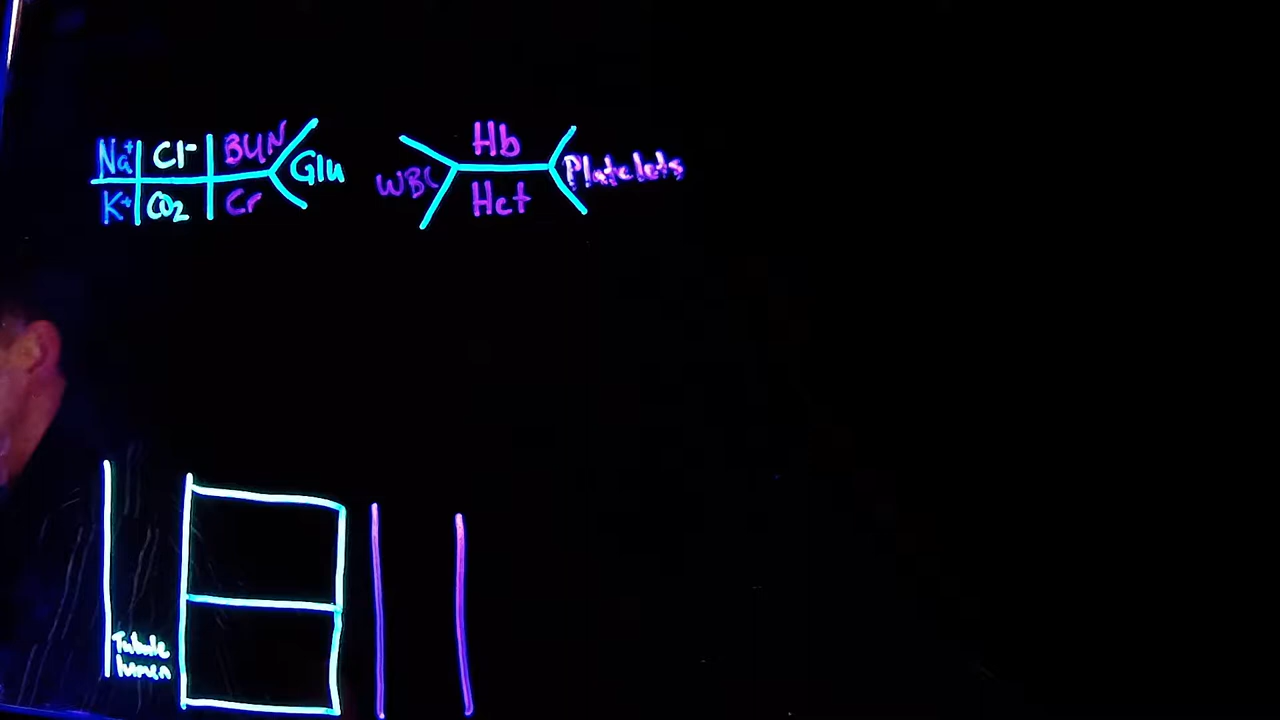 Na+ Cl- BUN Glu
K+ CO2 Cr
WBC Hb Platelets
Hct
Tubule
lumen